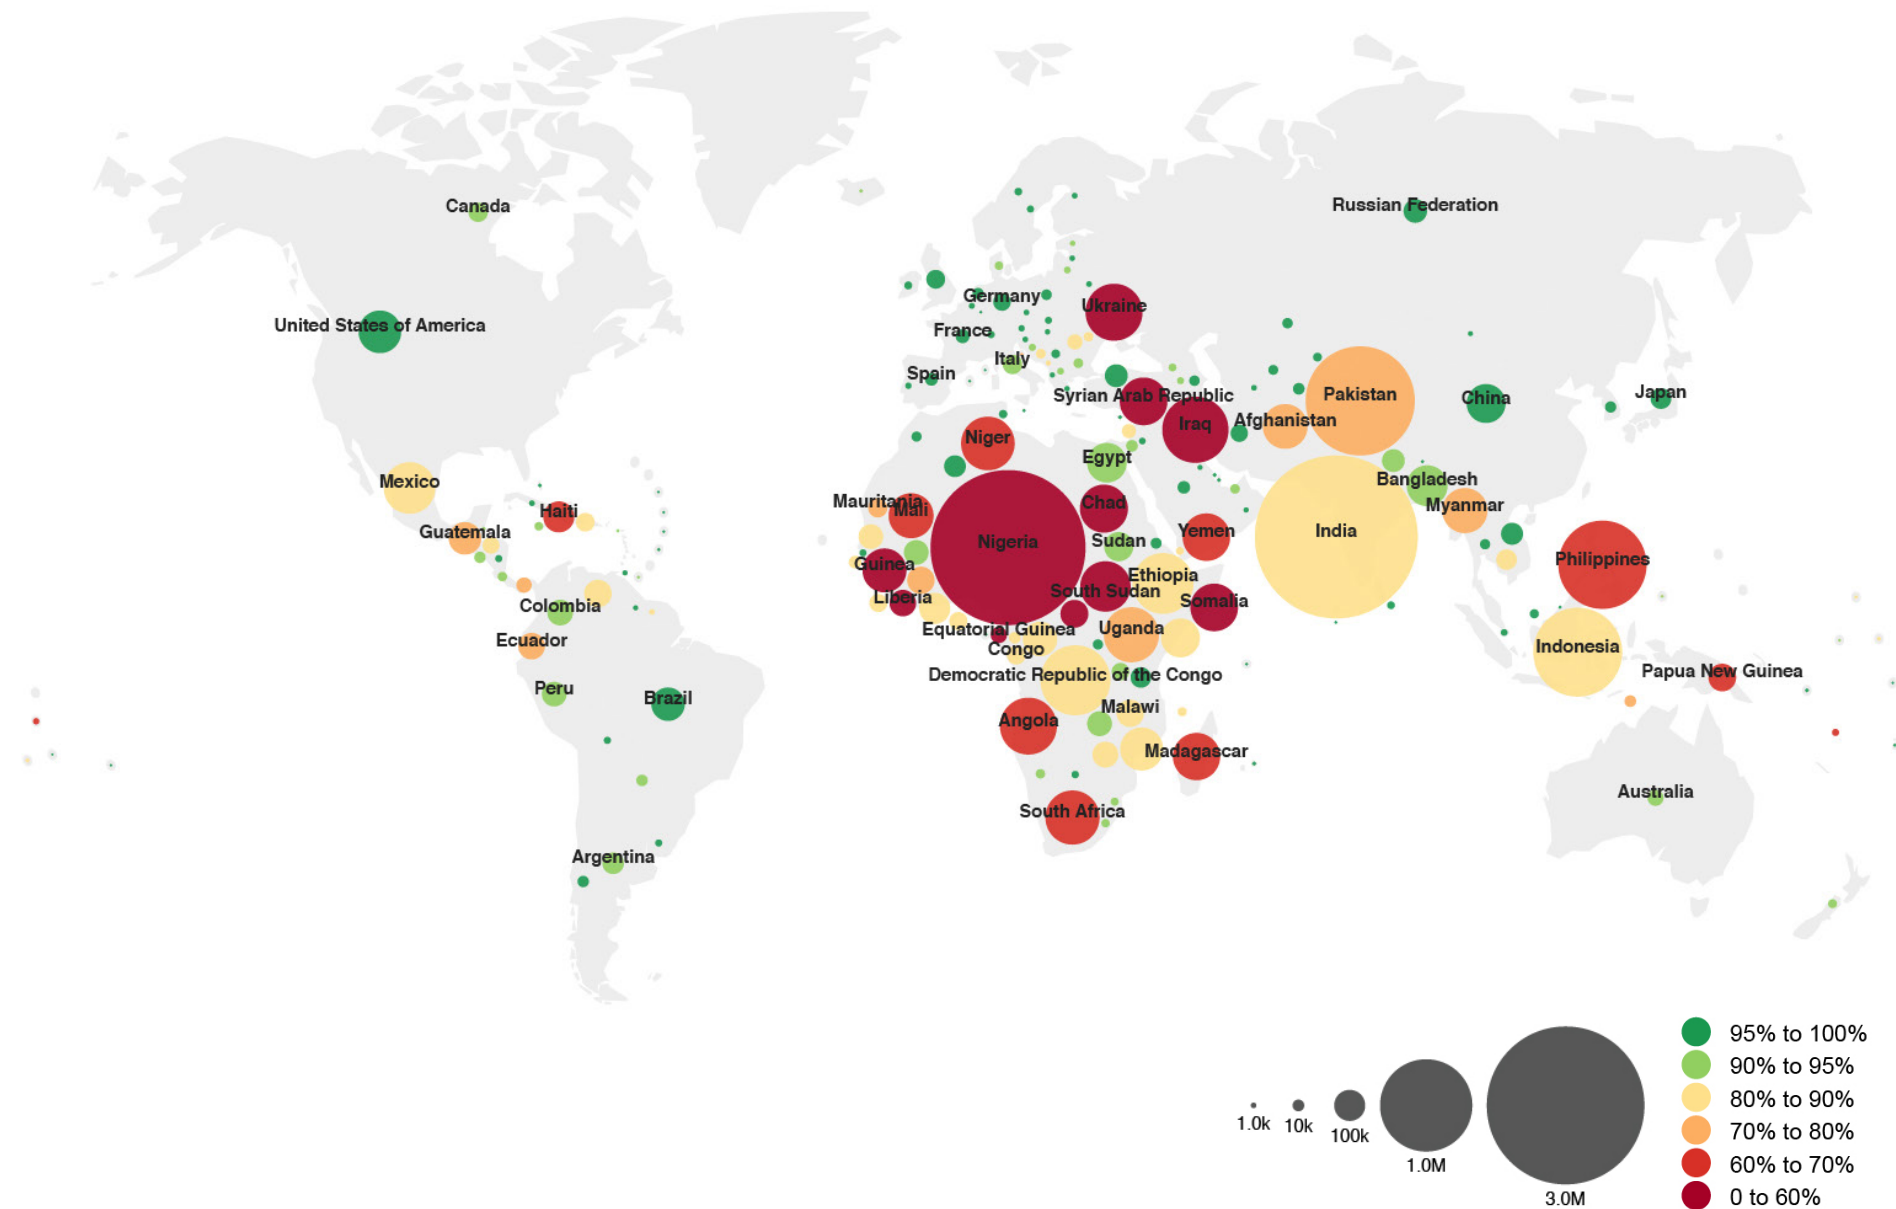 Canada
Russian Federation
Germany
Ukraine
United States of America
France
Italy
Spain
Syrian Arab Republic
Pakistan
China
Japan
Iraq
Afghanistan
Niger
Egypt
Mexico
Bangladesh
Mauritania
Mali
Chad
Myanmar
Haiti
Guatemala
Nigeria
Sudan
Yemen
India
Philippines
Guinea
Ethiopia
South Sudan
Liberia
Somalia
Colombia
Equatorial Guinea
Uganda
Ecuador
Congo
Indonesia
Democratic Republic of the Congo
Papua New Guinea
Peru
Brazil
Malawi
Angola
Madagascar
Australia
South Africa
Argentina
1.0k
10k
100k
1.0M
3.0M
95% to 100%
90% to 95%
80% to 90%
70% to 80%
60% to 70%
0 to 60%